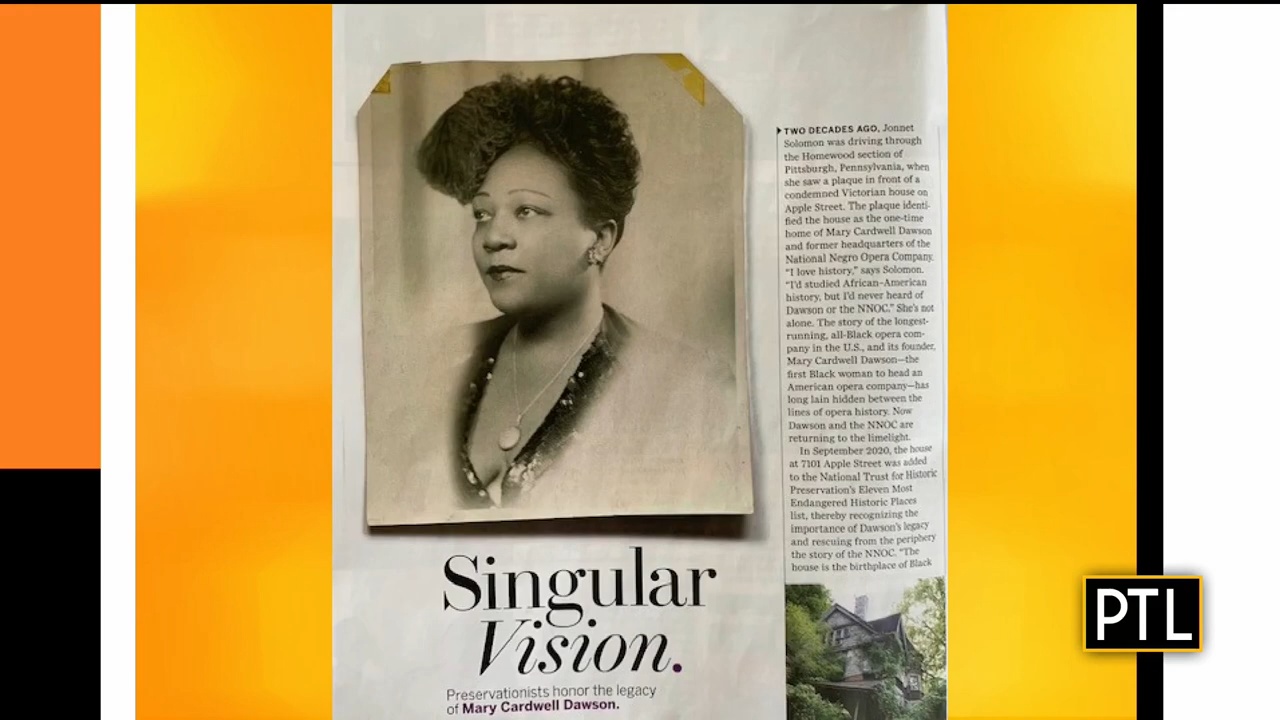 TWO DECADES AGO, Jonnet
Solomon was driving through
the Homewood section of
Pittsburgh, Pennsylvania, when
she saw a plaque in front of a
condemned Victorian house on
Apple Street. The plaque identi-
fied the house as the one-time
home of Mary Cardwell Dawson
and former headquarters of the
National Negro Opera Company.
“I love history,” says Solomon.
“I’d studied African-American
history, but I’d never heard of
Dawson or the NNOC.” She’s not
alone. The story of the longest-
running, all-Black opera com-
pany in the U.S., and its founder,
Mary Cardwell Dawson—the
first Black woman to head an
American opera company—has
long lain hidden between the
lines of opera history. Now
Dawson and the NNOC are
returning to the limelight.
In September 2020, the house
at 7101 Apple Street was added
to the National Trust for Historic
Preservation’s Eleven Most
Endangered Historic Places
list, thereby recognizing the
importance of Dawson’s legacy
and rescuing from the periphery
the story of the NNOC. “The
house is the birthplace of Black
Singular
Vision.
Preservationists honor the legacy
of Mary Cardwell Dawson.
PTL